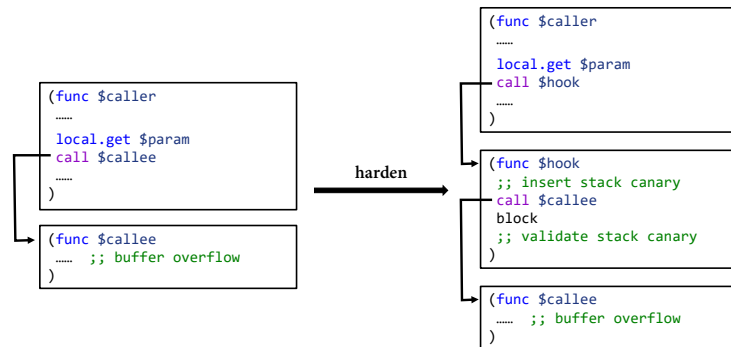 (func $caller
……
local.get $param
call $callee
……
)
(func $callee
…… ;; buffer overflow
)
harden
(func $caller
……
local.get $param
call $hook
……
)
(func $hook
;; insert stack canary
call $callee
block
;; validate stack canary
)
(func $callee
…… ;; buffer overflow
)